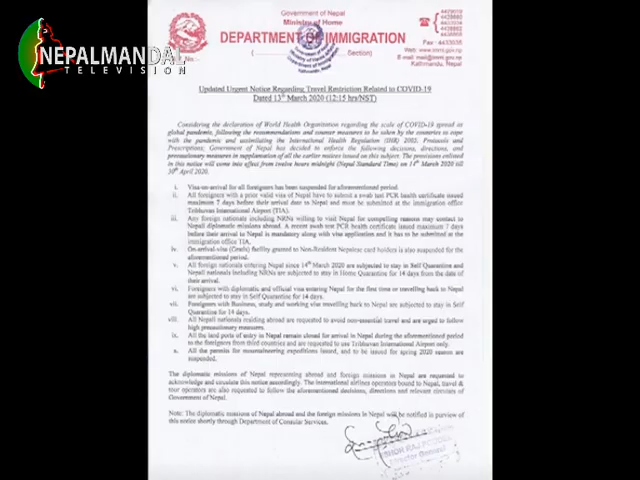 NEPALMANDAL
TELEVISION
Government of Nepal
Ministry of Home
DEPARTMENT OF IMMIGRATION
(.......................... Section)
Kathmandu, Nepal
Updated Urgent Notice Regarding Travel Restriction Related to COVID-19
Dated 13th March 2020 (12:15 hrs/NST)
Considering the declaration of World Health Organization regarding the scale of COVID-19 spread as
global pandemic, following the recommendations and counter measures to be taken by the countries to cope
with the pandemic and assimilating the International Health Regulation (IHR) 2005, Protocols and
Prescriptions; Government of Nepal has decided to enforce the following decisions, directions, and
precautionary measures in supplementation of all the earlier notices issued on this subject. The provisions enlisted
in this notice will come into effect from twelve hours midnight (Nepal Standard Time) on 14th March 2020 till
30th April 2020.
i. Visa-on-arrival for all foreigners has been suspended for aforementioned period.
ii. All foreigners with a prior valid visa of Nepal have to submit a swab test PCR health certificate issued
maximum 7 days before their arrival date to Nepal and must be submitted at the immigration office
Tribhuvan International Airport (TIA).
iii. Any foreign nationals including NRNs willing to visit Nepal for compelling reasons may contact to
Nepali diplomatic missions abroad. A recent swab test PCR health certificate issued maximum 7 days
before their arrival to Nepal is mandatory along with visa application and it has to be submitted at the
immigration office TIA.
iv. On-arrival-visa (Gratis) facility granted to Non-Resident Nepalese card holders is also suspended for the
aforementioned period.
v. All foreign nationals entering Nepal since 14th March 2020 are subjected to stay in Self Quarantine and
Nepali nationals including NRNs are subjected to stay in Home Quarantine for 14 days from the date of
their arrival.
vi. Foreigners with diplomatic and official visa entering Nepal for the first time or travelling back to Nepal
are subjected to stay in Self Quarantine for 14 days.
vii. Foreigners with Business, study and working visa travelling back to Nepal are subjected to stay in Self
Quarantine for 14 days.
viii. All Nepali nationals residing abroad are requested to avoid non-essential travel and are urged to follow
high precautionary measures.
ix. All the land ports of entry in Nepal remain closed for arrival in Nepal during the aforementioned period
to the foreigners from third countries and are requested to use Tribhuvan International Airport only.
x. All the permits for mountaineering expeditions issued, and to be issued for spring 2020 season are
suspended.
The diplomatic missions of Nepal representing abroad and foreign missions in Nepal are requested to
acknowledge and circulate this notice accordingly. The international airlines operators bound to Nepal, travel &
tour operators are also requested to follow the aforementioned decisions, directions and relevant circulars of
Government of Nepal.
Note: The diplomatic missions of Nepal abroad and the foreign missions in Nepal will be notified in purview of
this notice shortly through Department of Consular Services.
Director General